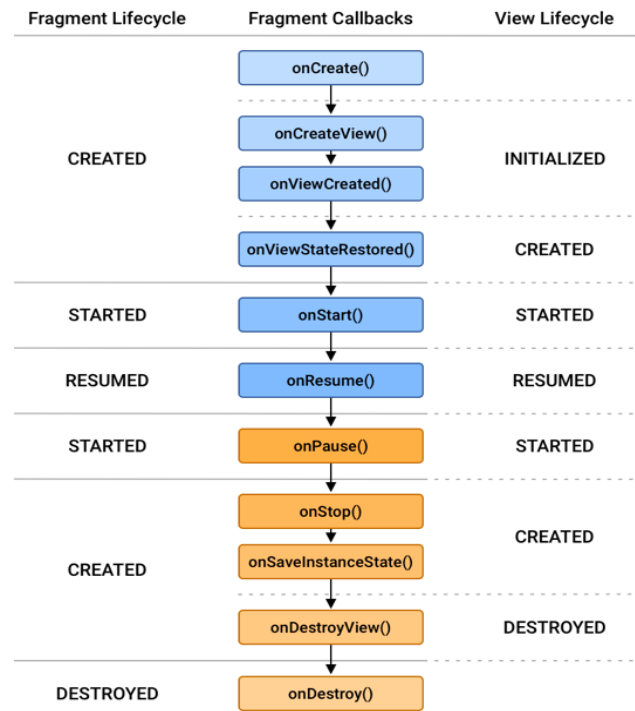 Fragment Lifecycle Fragment Callbacks View Lifecycle
onCreate()
onCreateView()
CREATED INITIALIZED
onViewCreated()
onViewStateRestored() CREATED
STARTED onStart() STARTED
RESUMED onResume() RESUMED
STARTED onPause() STARTED
onStop()
CREATED
onSaveInstanceState()
CREATED
onDestroyView() DESTROYED
DESTROYED onDestroy()